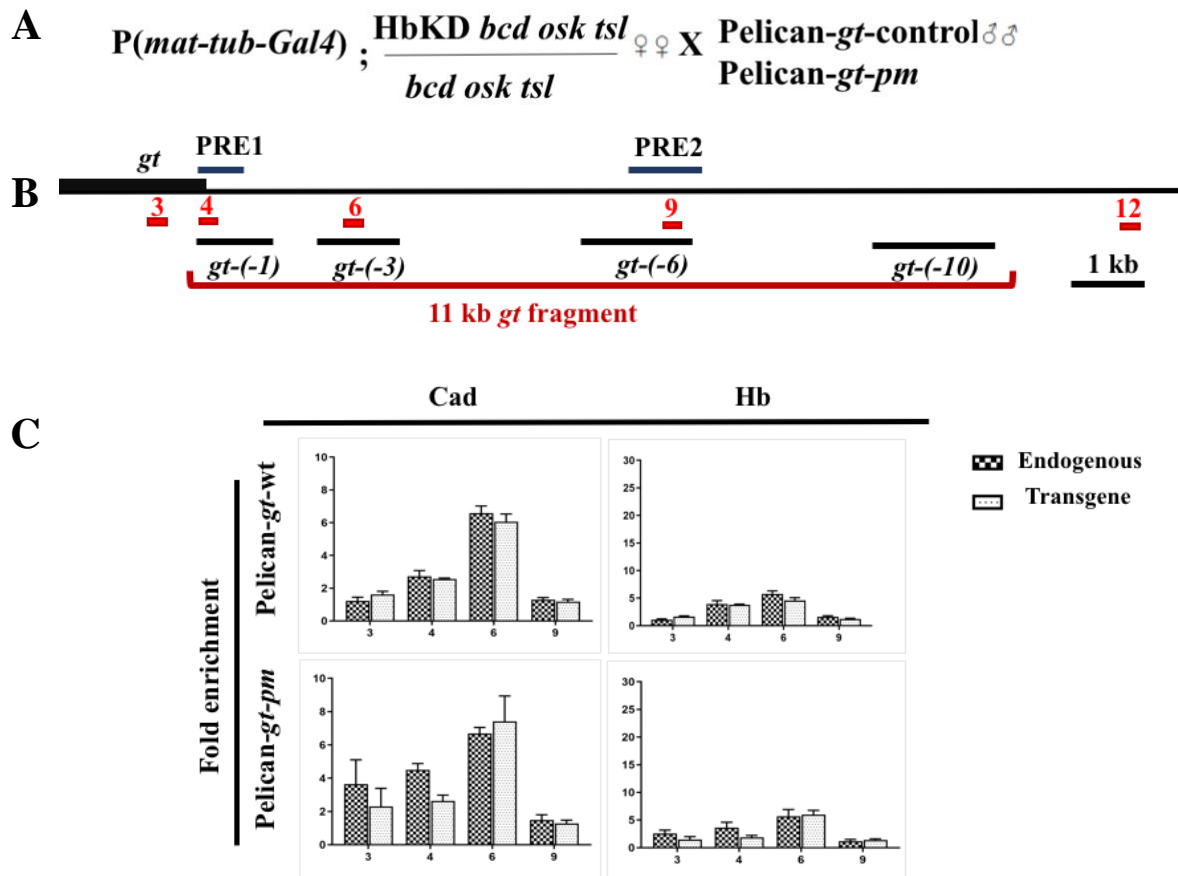 A
P(mat-tub-Gal4) ; HbKD bcd osk tsl ♀♀ X Pelican-gt-control♂♂
bcd osk tsl Pelican-gt-pm
B
gt PRE1 PRE2
3 4 6 9 12
gt-(-1) gt-(-3) gt-(-6) gt-(-10) 1 kb
11 kb gt fragment
C
Cad Hb
Fold enrichment
Pelican-gt-wt
10
8
6
4
2
0
3 4 6 9
30
25
20
15
10
5
0
3 4 6 9
Endogenous
Transgene
Pelican-gt-pm
10
8
6
4
2
0
3 4 6 9
30
25
20
15
10
5
0
3 4 6 9